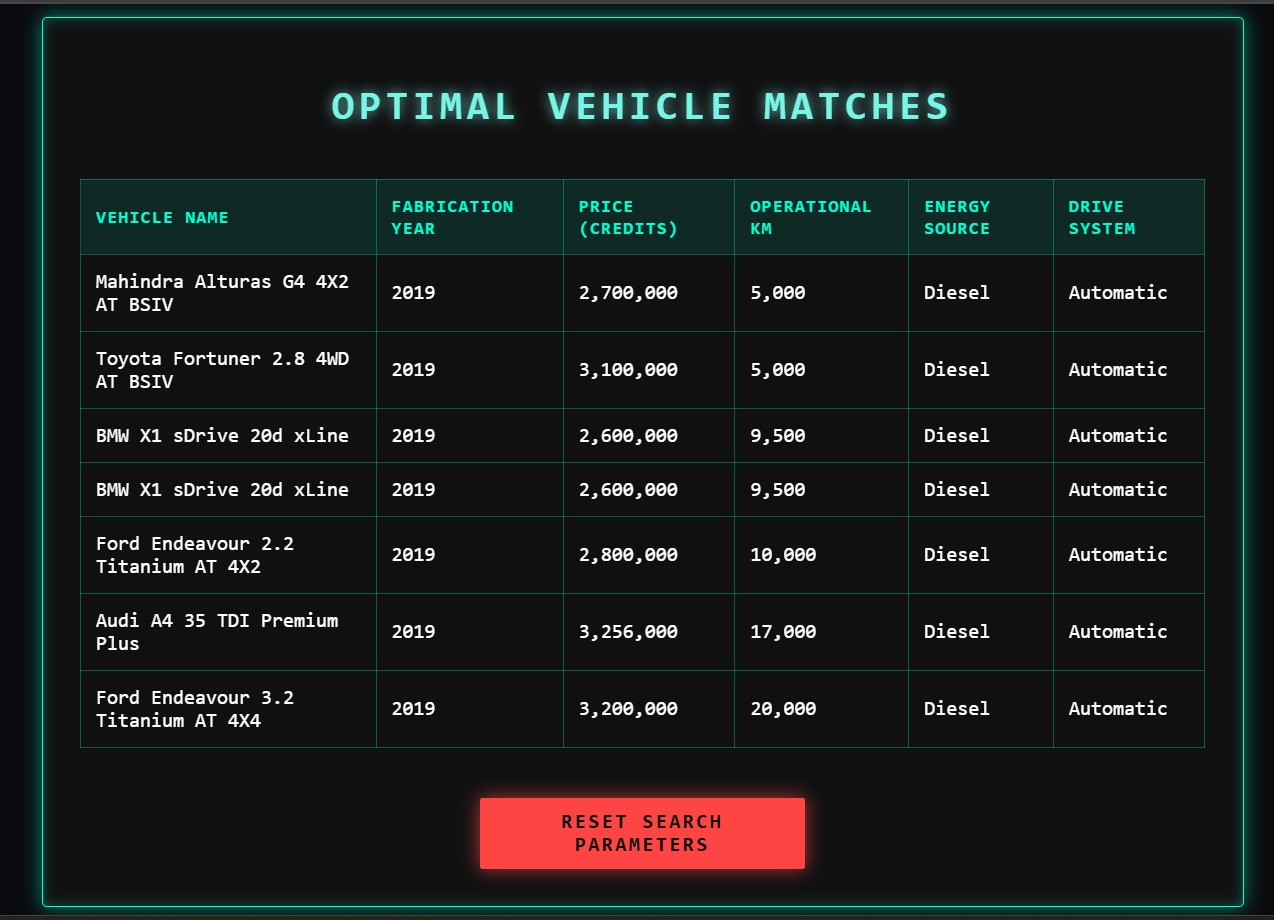 OPTIMAL VEHICLE MATCHES
VEHICLE NAME
FABRICATION
YEAR
PRICE
(CREDITS)
OPERATIONAL
KM
ENERGY
SOURCE
DRIVE
SYSTEM
Mahindra Alturas G4 4X2
AT BSIV
2019
2,700,000
5,000
Diesel
Automatic
Toyota Fortuner 2.8 4WD
AT BSIV
2019
3,100,000
5,000
Diesel
Automatic
BMW X1 sDrive 20d xLine
2019
2,600,000
9,500
Diesel
Automatic
BMW X1 sDrive 20d xLine
2019
2,600,000
9,500
Diesel
Automatic
Ford Endeavour 2.2
Titanium AT 4X2
2019
2,800,000
10,000
Diesel
Automatic
Audi A4 35 TDI Premium
Plus
2019
3,256,000
17,000
Diesel
Automatic
Ford Endeavour 3.2
Titanium AT 4X4
2019
3,200,000
20,000
Diesel
Automatic
RESET SEARCH
PARAMETERS